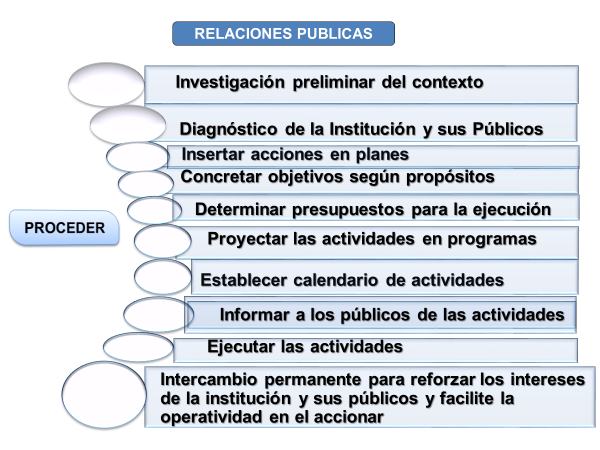 RELACIONES PUBLICAS
Investigación preliminar del contexto
Diagnóstico de la Institución y sus Públicos
Insertar acciones en planes
Concretar objetivos según propósitos
Determinar presupuestos para la ejecución
PROCEDER
Proyectar las actividades en programas
Establecer calendario de actividades
Informar a los públicos de las actividades
Ejecutar las actividades
Intercambio permanente para reforzar los intereses
de la institución y sus públicos y facilite la
operatividad en el accionar